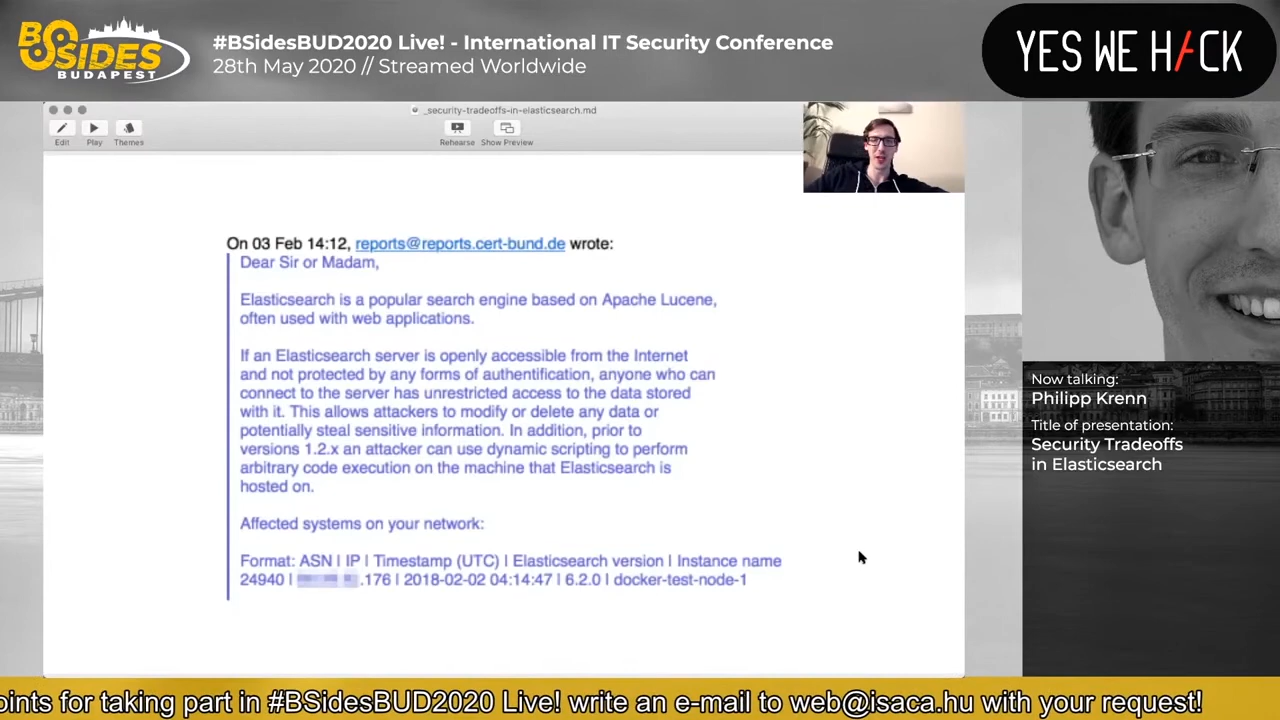 BSIDES
BUDAPEST
#BSidesBUD2020 Live! - International IT Security Conference
28th May 2020 // Streamed Worldwide
YES WE H/CK
_security-tradeoffs-in-elasticsearch.md
Edit
Play
Themes
Rehearse
Show Preview
On 03 Feb 14:12, reports@reports.cert-bund.de wrote:
Dear Sir or Madam,
Elasticsearch is a popular search engine based on Apache Lucene,
often used with web applications.
If an Elasticsearch server is openly accessible from the Internet
and not protected by any forms of authentification, anyone who can
connect to the server has unrestricted access to the data stored
with it. This allows attackers to modify or delete any data or
potentially steal sensitive information. In addition, prior to
versions 1.2.x an attacker can use dynamic scripting to perform
arbitrary code execution on the machine that Elasticsearch is
hosted on.
Affected systems on your network:
Format: ASN | IP | Timestamp (UTC) | Elasticsearch version | Instance name
24940 | .176 | 2018-02-02 04:14:47 | 6.2.0 | docker-test-node-1
Now talking:
Philipp Krenn
Title of presentation:
Security Tradeoffs
in Elasticsearch
oints for taking part in #BSidesBUD2020 Live! write an e-mail to web@isaca.hu with your request!